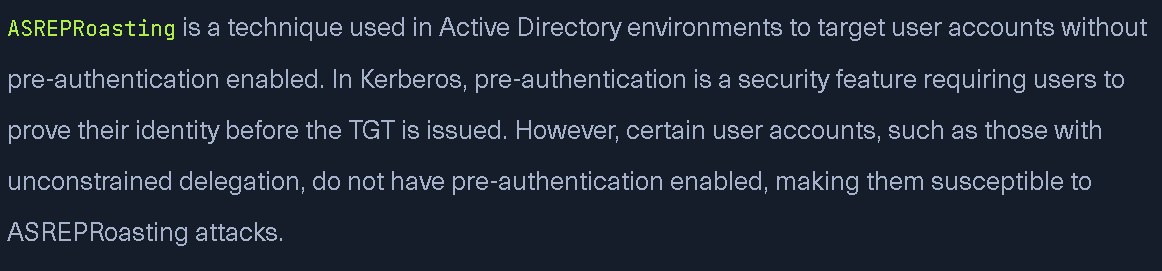 ASREPRoasting is a technique used in Active Directory environments to target user accounts without
pre-authentication enabled. In Kerberos, pre-authentication is a security feature requiring users to
prove their identity before the TGT is issued. However, certain user accounts, such as those with
unconstrained delegation, do not have pre-authentication enabled, making them susceptible to
ASREPRoasting attacks.